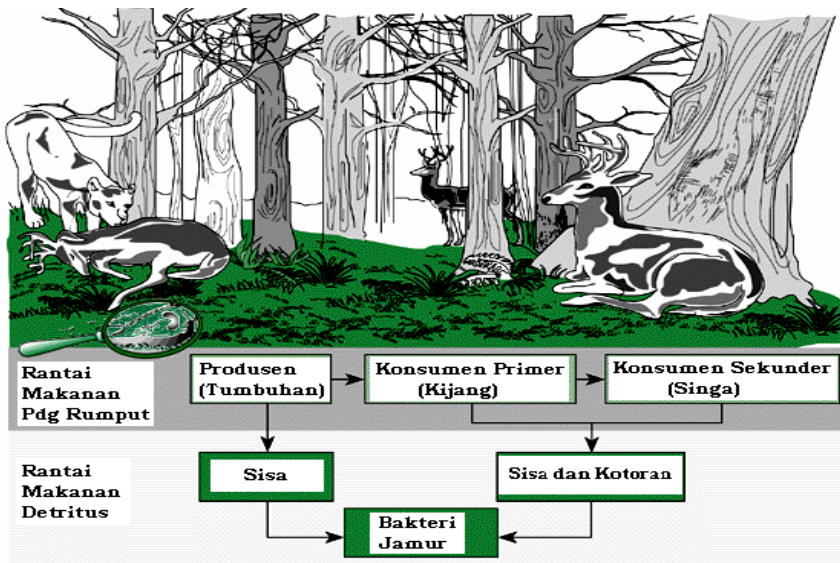 Rantai
Makanan
Pdg Rumput
Produsen
(Tumbuhan)
Konsumen Primer
(Kijang)
Konsumen Sekunder
(Singa)
Rantai
Makanan
Detritus
Sisa
Sisa dan Kotoran
Bakteri
Jamur